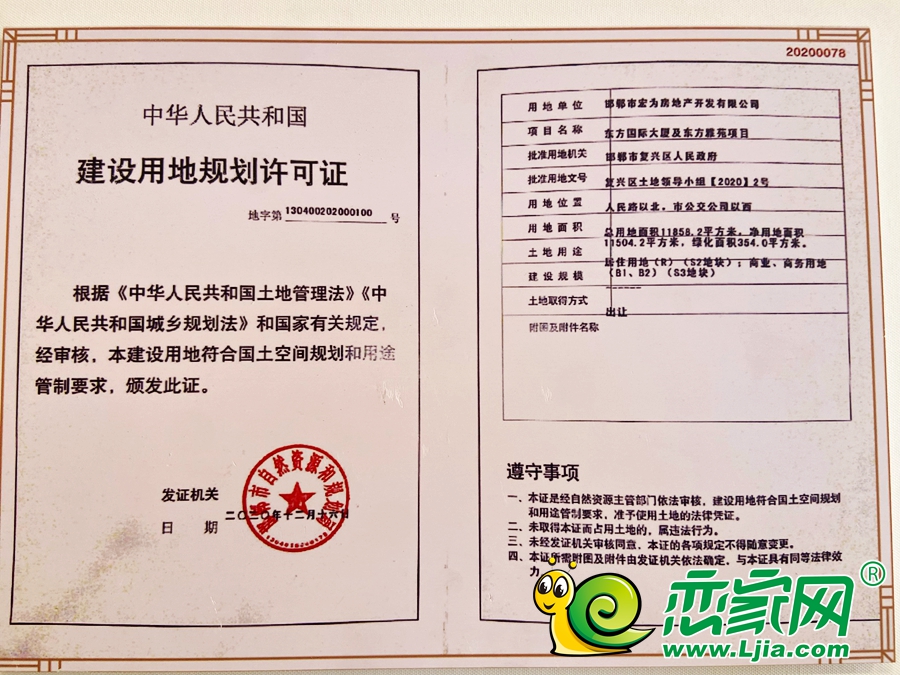 20200078
中华人民共和国
建设用地规划许可证
地字第 130400202000100 号
根据《中华人民共和国土地管理法》《中
华人民共和国城乡规划法》和国家有关规定，
经审核，本建设用地符合国土空间规划和用途
管制要求，颁发此证。
发证机关
日 期 二〇二〇年十二月十六日
用地单位 邯郸市宏为房地产开发有限公司
项目名称 东方国际大厦及东方雅苑项目
批准用地机关 邯郸市复兴区人民政府
批准用地文号 复兴区土地领导小组【2020】2号
用地位置 人民路以北，市公交公司以西
用地面积 总用地面积11858.2平方米，净用地面积
11504.2平方米，绿化面积354.0平方米。
土地用途 居住用地（R）（S2地块）；商业、商务用地
（B1、B2）（S3地块）
建设规模 ------
土地取得方式 出让
附图及附件名称
遵守事项
一、本证是经自然资源主管部门依法审核，建设用地符合国土空间规划
和用途管制要求，准予使用土地的法律凭证。
二、未取得本证而占用土地的，属违法行为。
三、未经发证机关审核同意，本证的各项规定不得随意变更。
四、本证所需附图及附件由发证机关依法确定，与本证具有同等法律效
力
恋家网®
www.Ljia.com